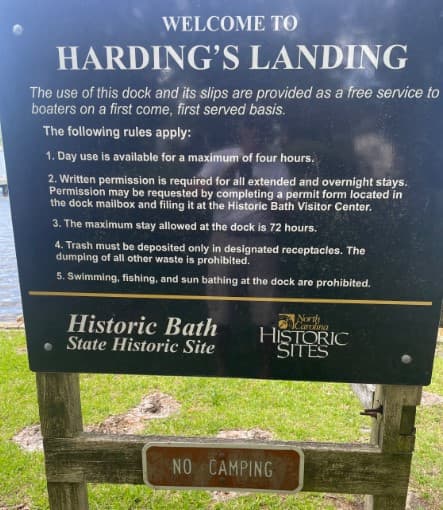 WELCOME TO
HARDING'S LANDING
The use of this dock and its slips are provided as a free service to
boaters on a first come, first served basis.
The following rules apply:
1. Day use is available for a maximum of four hours.
2. Written permission is required for all extended and overnight stays.
Permission may be requested by completing a permit form located in
the dock mailbox and filing it at the Historic Bath Visitor Center.
3. The maximum stay allowed at the dock is 72 hours.
4. Trash must be deposited only in designated receptacles. The
dumping of all other waste is prohibited.
5. Swimming, fishing, and sun bathing at the dock are prohibited.
Historic Bath
State Historic Site
North
Carolina
HISTORIC
SITES
NO CAMPING